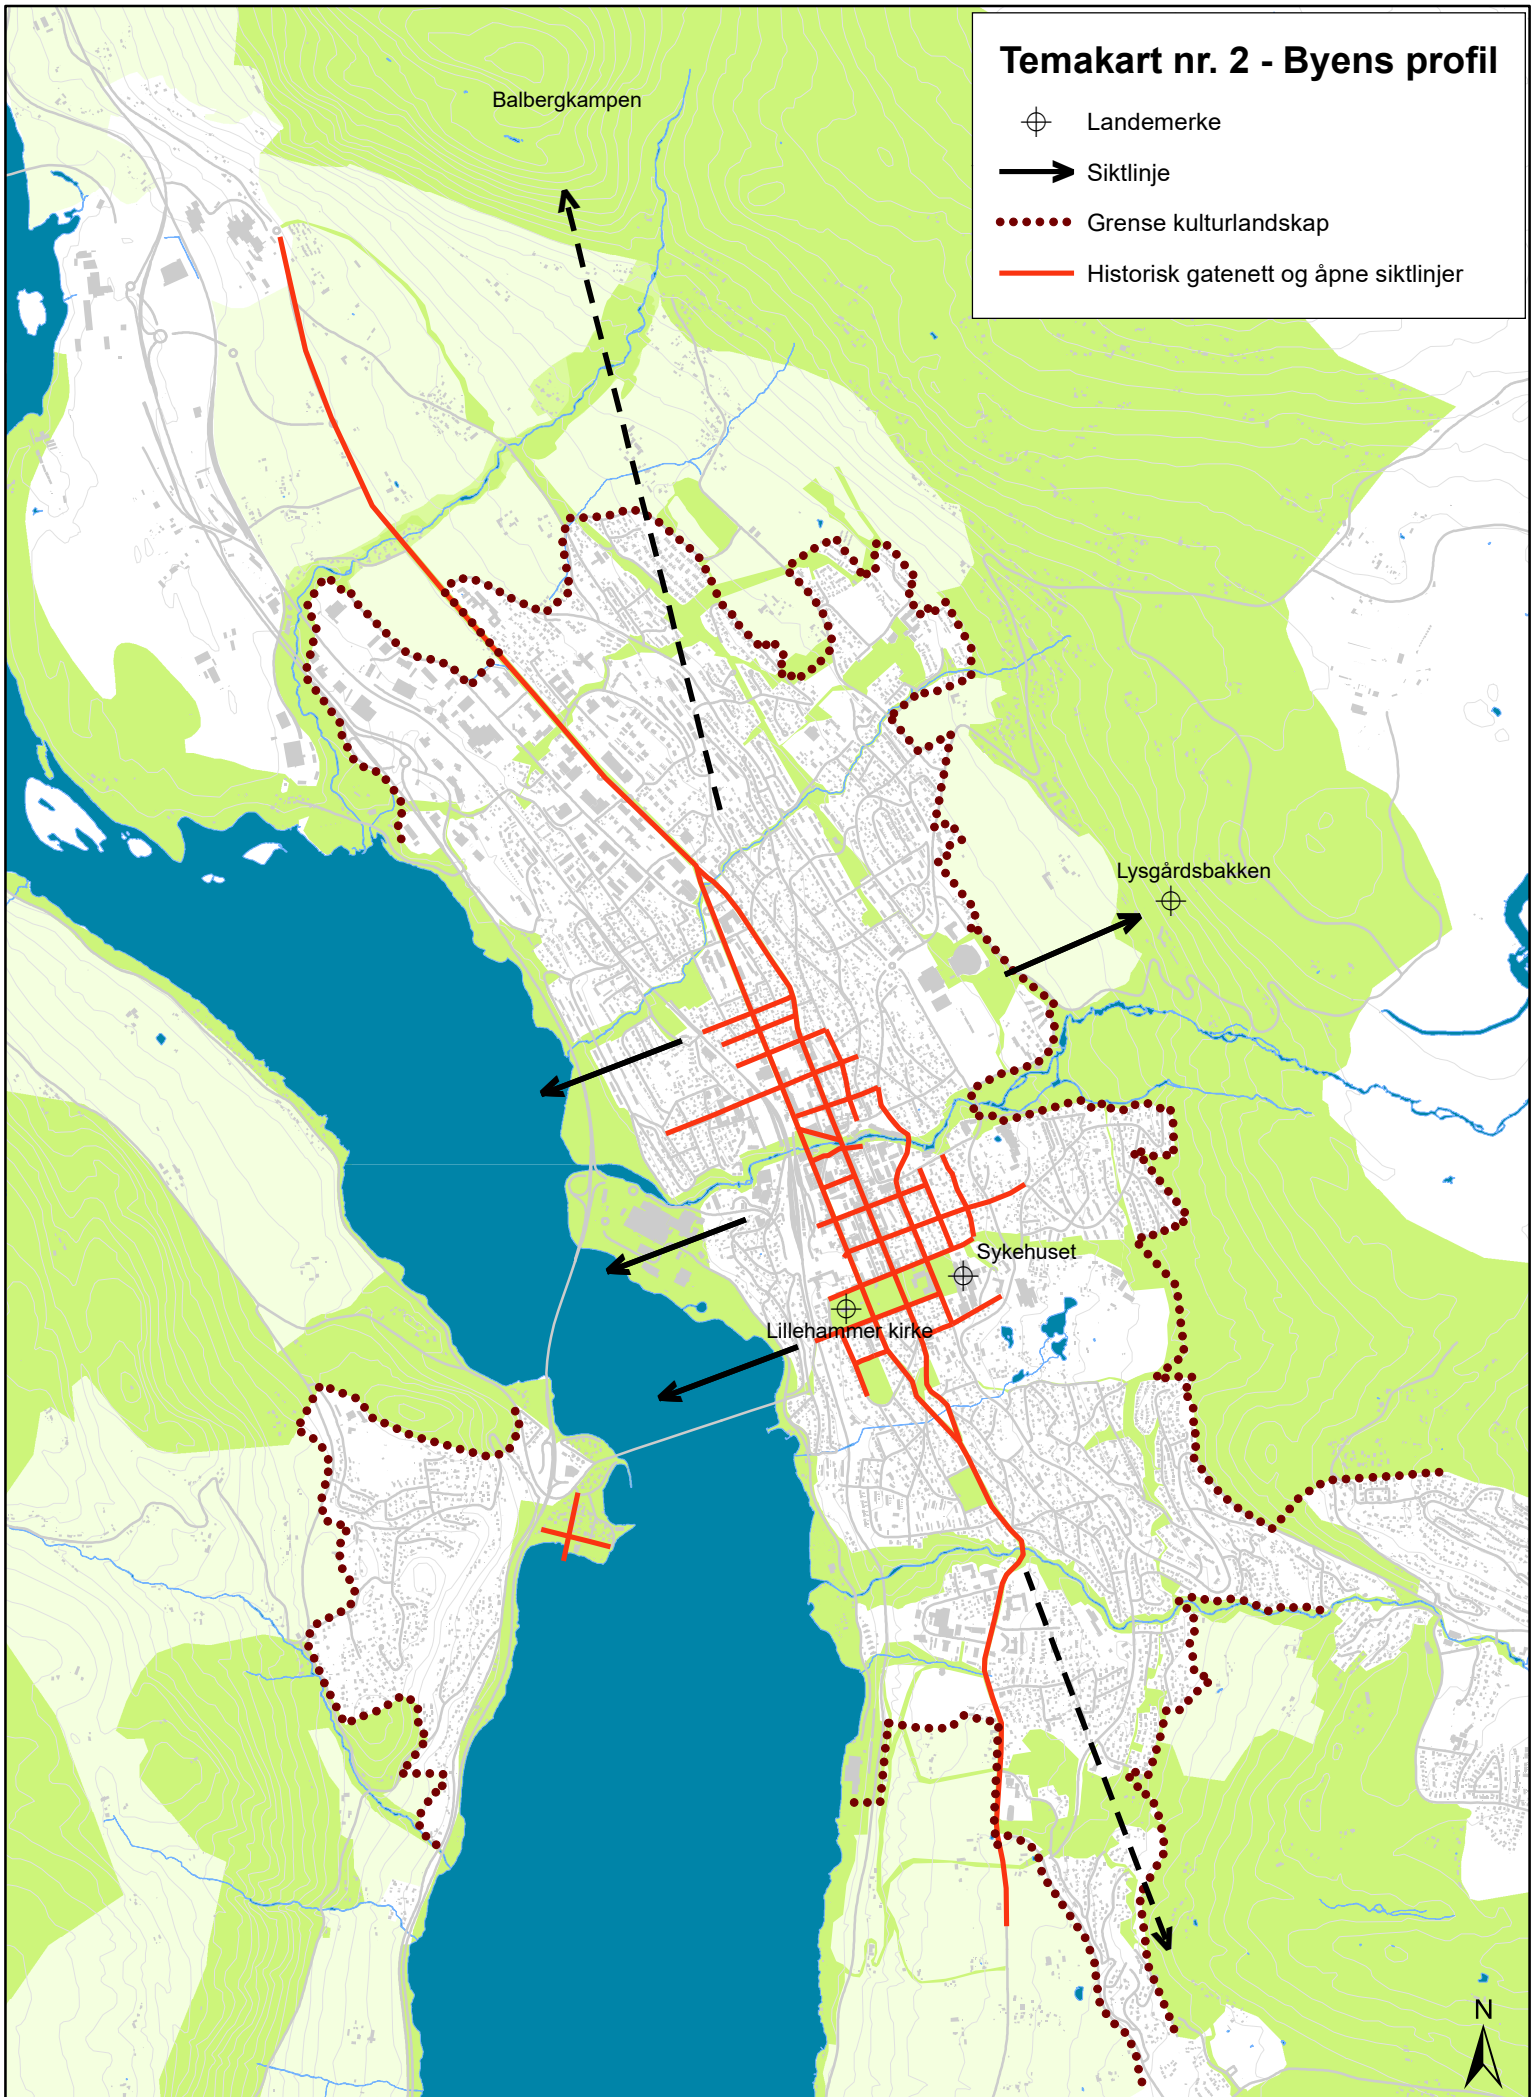 Temakart nr. 2 - Byens profil
Landemerke
Siktlinje
Grense kulturlandskap
Historisk gatenett og åpne siktlinjer
Balbergkampen
Lysgårdsbakken
Sykehuset
Lillehammer kirke
N